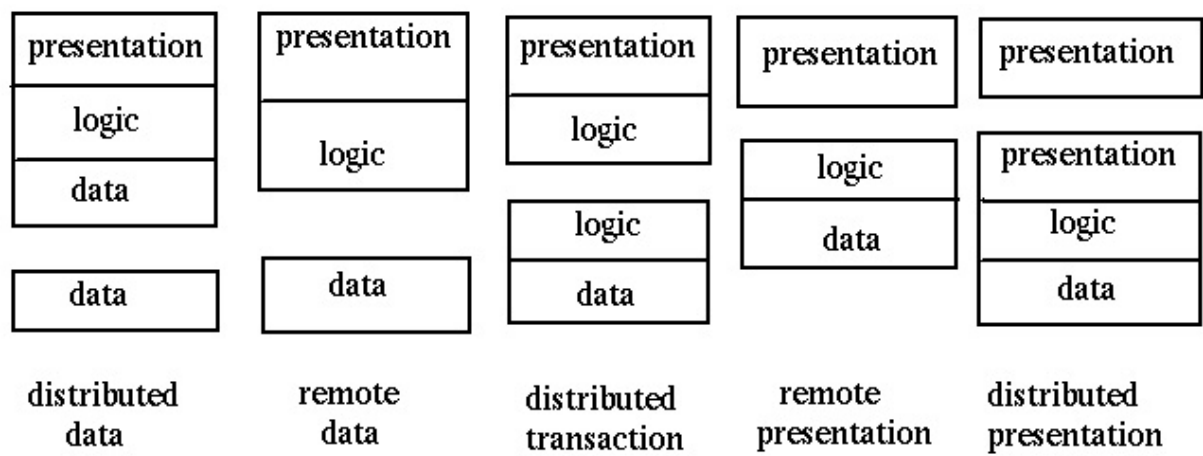 presentation
logic
data
data
distributed
data
presentation
logic
data
remote
data
presentation
logic
logic
data
distributed
transaction
presentation
logic
data
remote
presentation
presentation
presentation
logic
data
distributed
presentation